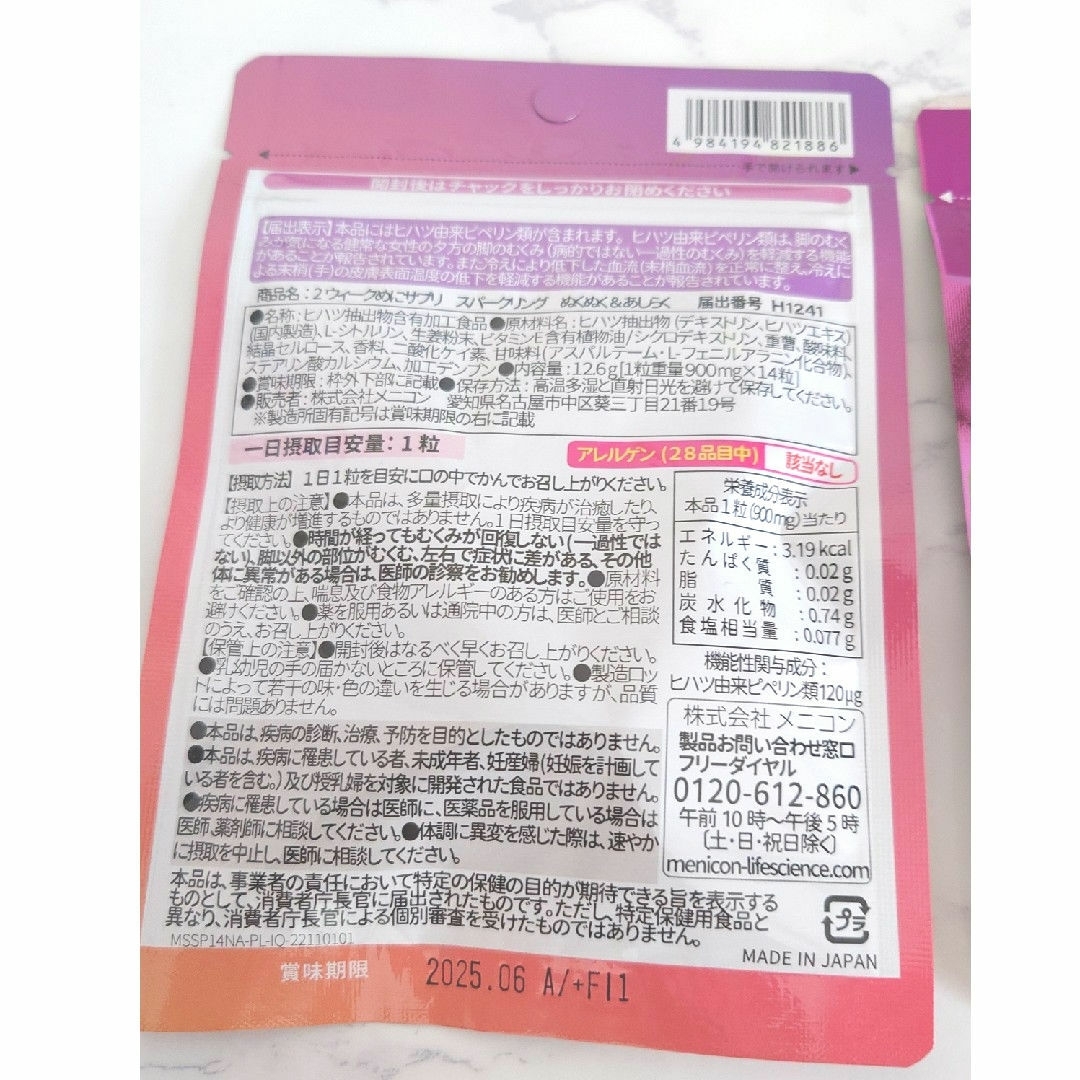 4 984194 821886
手で開けられます
開封後はチャックをしっかりお閉めください
【届出表示】本品にはヒハツ由来ピペリン類が含まれます。ヒハツ由来ピペリン類は、脚のむく
みが気になる健常な女性の夕方の脚のむくみ(病的ではない一過性のむくみ)を軽減する機能
があることが報告されています。また冷えにより低下した血流(末梢血流)を正常に整え、冷えに
よる末梢(手)の皮膚表面温度の低下を軽減する機能があることが報告されています。
商品名:2ウィークめにサプリ スパークリング ぬくめく&あしらく 届出番号 H1241
●名称:ヒハツ抽出物含有加工食品●原材料名:ヒハツ抽出物(デキストリン、ヒハツエキス)
(国内製造)、L-シトルリン、生姜粉末、ビタミンE含有植物油/シクロデキストリン、重曹、酸味料、
結晶セルロース、香料、二酸化ケイ素、甘味料(アスパルテーム・L-フェニルアラニン化合物)、
ステアリン酸カルシウム、加工デンプン●内容量:12.6g[1粒重量900mg×14粒]
●賞味期限:枠外下部に記載●保存方法:高温多湿と直射日光を避けて保存してください。
●販売者:株式会社メニコン 愛知県名古屋市中区葵三丁目21番19号
※製造所固有記号は賞味期限の右に記載
一日摂取目安量:1粒
アレルゲン(28品目中) 該当なし
【摂取方法】1日1粒を目安に口の中でかんでお召し上がりください。
【摂取上の注意】●本品は、多量摂取により疾病が治癒したり、
より健康が増進するものではありません。1日摂取目安量を守っ
てください。●時間が経ってもむくみが回復しない(一過性では
ない)、脚以外の部位がむくむ、左右で症状に差がある、その他
体に異常がある場合は、医師の診察をお勧めします。●原材料
をご確認の上、喘息及び食物アレルギーのある方はご使用をお
避けください。●薬を服用あるいは通院中の方は、医師とご相談
のうえ、お召し上がりください。
【保管上の注意】●開封後はなるべく早くお召し上がりください。
●乳幼児の手の届かないところに保管してください。●製造ロッ
トによって若干の味・色の違いを生じる場合がありますが、品質
には問題ありません。
●本品は、疾病の診断、治療、予防を目的としたものではありません。
●本品は、疾病に罹患している者、未成年者、妊産婦(妊娠を計画して
いる者を含む。)及び授乳婦を対象に開発された食品ではありません。
●疾病に罹患している場合は医師に、医薬品を服用している場合は
医師、薬剤師に相談してください。●体調に異変を感じた際は、速やか
に摂取を中止し、医師に相談してください。
栄養成分表示
本品1粒(900mg)当たり
エネルギー:3.19kcal
たんぱく質:0.02g
脂質:0.02g
炭水化物:0.74g
食塩相当量:0.077g
機能性関与成分:
ヒハツ由来ピペリン類120μg
株式会社 メニコン
製品お問い合わせ窓口
フリーダイヤル
0120-612-860
午前10時〜午後5時
〔土・日・祝日除く〕
menicon-lifescience.com
本品は、事業者の責任において特定の保健の目的が期待できる旨を表示する
ものとして、消費者庁長官に届出されたものです。ただし、特定保健用食品と
異なり、消費者庁長官による個別審査を受けたものではありません。
MSSP14NA-PL-IQ-22110101
プラ
MADE IN JAPAN
賞味期限 2025.06 A/+FI1